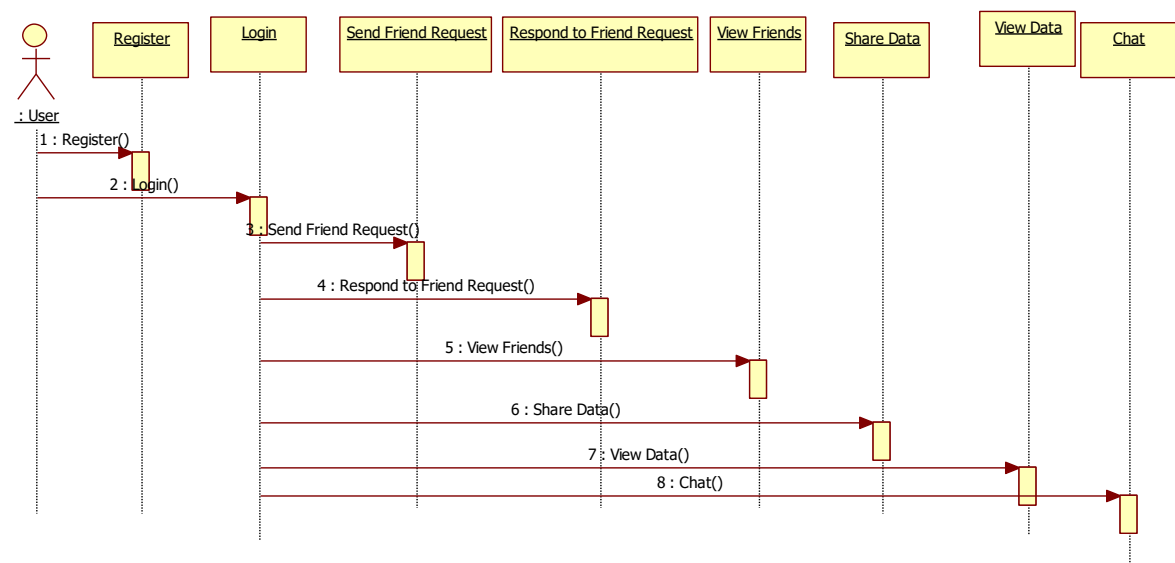 Register
Login
Send Friend Request
Respond to Friend Request
View Friends
Share Data
View Data
Chat
: User
1 : Register()
2 : Login()
3 : Send Friend Request()
4 : Respond to Friend Request()
5 : View Friends()
6 : Share Data()
7 : View Data()
8 : Chat()